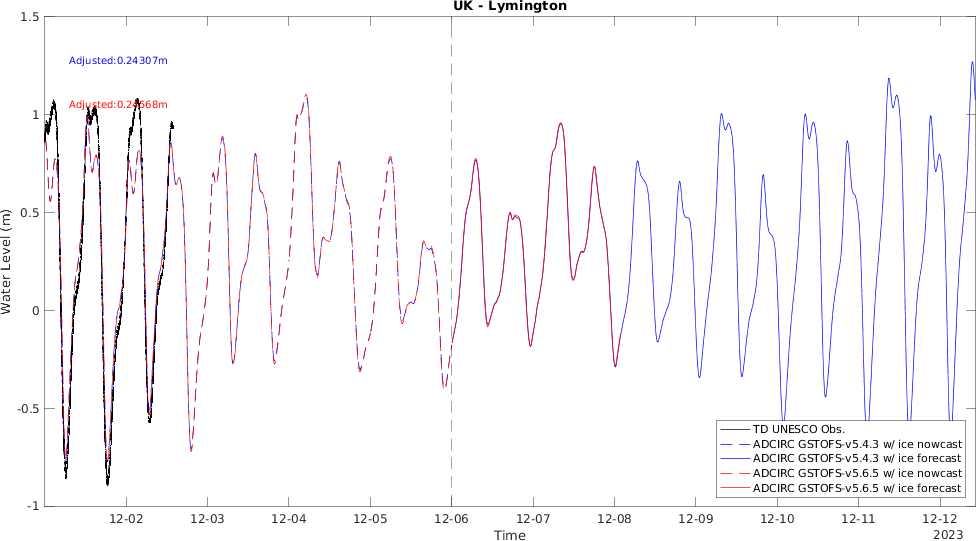 UK - Lymington
1.5
Adjusted:0.24307m
Adjusted:0.24568m
1
0.5
0
-0.5
-1
Water Level (m)
TD UNESCO Obs.
ADCIRC GSTOFS-v5.4.3 w/ ice nowcast
ADCIRC GSTOFS-v5.4.3 w/ ice forecast
ADCIRC GSTOFS-v5.6.5 w/ ice nowcast
ADCIRC GSTOFS-v5.6.5 w/ ice forecast
12-02 12-03 12-04 12-05 12-06 12-07 12-08 12-09 12-10 12-11 12-12
Time
2023